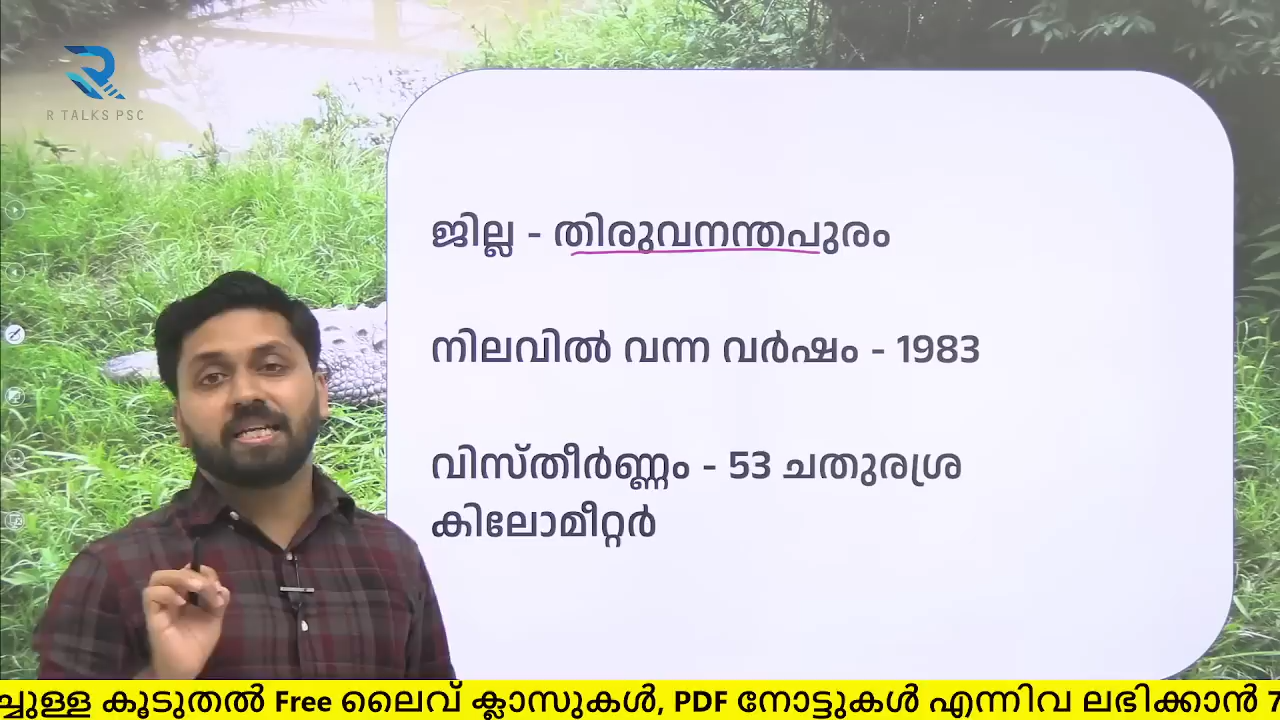 R TALKS PSC
ജില്ല - തിരുവനന്തപുരം
നിലവിൽ വന്ന വർഷം - 1983
വിസ്തീർണ്ണം - 53 ചതുരശ്ര
കിലോമീറ്റർ
ച്ചുള്ള കൂടുതൽ Free ലൈവ് ക്ലാസുകൾ, PDF നോട്ടുകൾ എന്നിവ ലഭിക്കാൻ 7